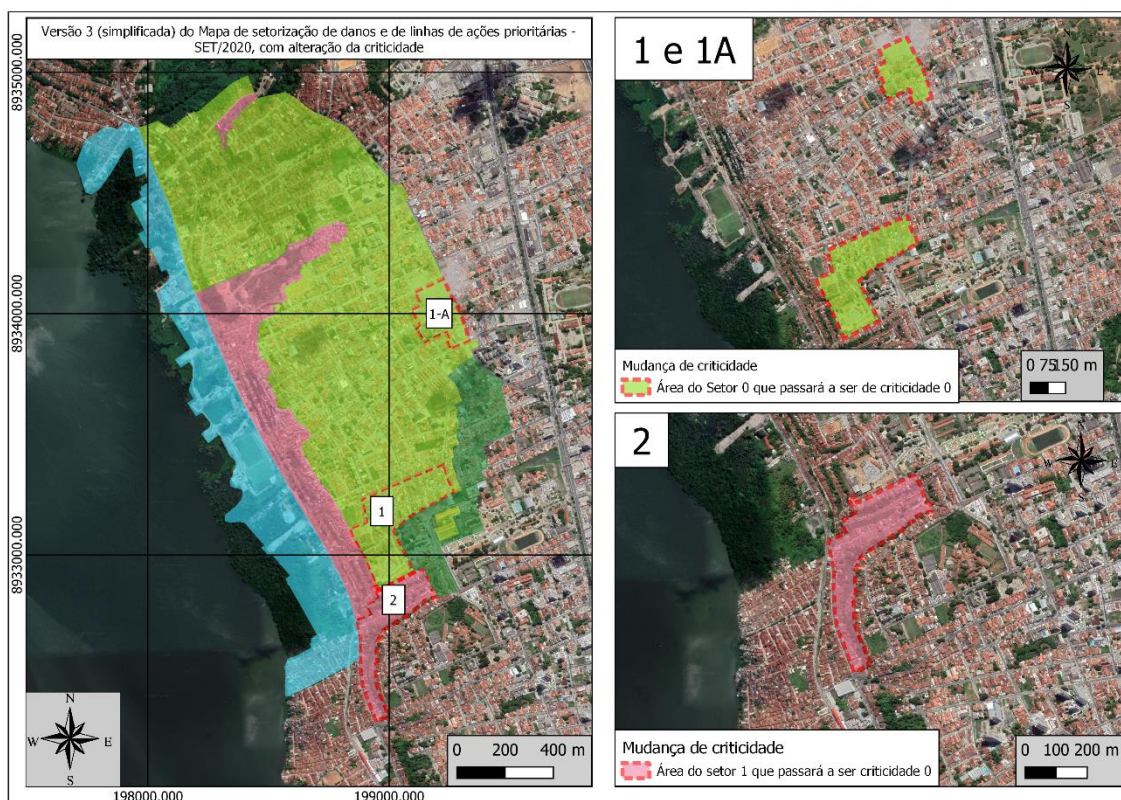 Versão 3 (simplificada) do Mapa de setorização de danos e de linhas de ações prioritárias -
SET/2020, com alteração da criticidade
8935000.000
8934000.000
8933000.000
198000.000
199000.000
1-A
1
2
N
W
E
S
0 200 400 m
1 e 1A
N
W
L
S
Mudança de criticidade
Área do Setor 0 que passará a ser de criticidade 0
0 75150 m
2
N
W
E
S
Mudança de criticidade
Área do setor 1 que passará a ser criticidade 0
0 100 200 m